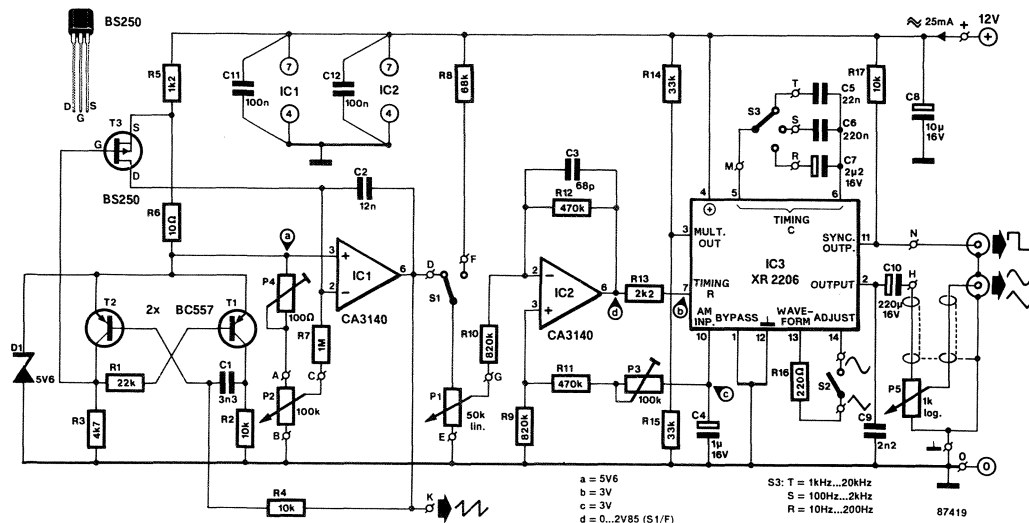 BS250
≈ 25mA
+
12V
R5
1k2
C11
100n
7
IC1
4
C12
100n
7
IC2
4
R8
68k
R14
33k
R17
10k
S3
T
S
R
M
C5
22n
C6
220n
C7
2µ2
16V
C8
10µ
16V
D
G
S
T3
G
S
D
BS250
C2
12n
C3
68p
R12
470k
R6
10Ω
a
P4
100Ω
3
+
2
−
IC1
6
CA3140
D
F
S1
2
−
3
+
IC2
6
CA3140
d
R13
2k2
4
5
6
TIMING
C
3
MULT.
OUT
SYNC.
OUTP.
11
N
IC3
XR 2206
7
TIMING
R
b
OUTPUT
2
C10
220µ
16V
H
AM
INP.
BYPASS
⊥
WAVE-
FORM
ADJUST
10
1
12
13
14
T2
2x
BC557
T1
D1
5V6
R1
22k
C1
3n3
R3
4k7
R2
10k
R7
1M
A
C
P2
100k
B
R10
820k
G
P1
50k
lin.
E
R9
820k
R11
470k
P3
100k
c
R15
33k
C4
1µ
16V
R16
220Ω
S2
C9
2n2
P5
1k
log.
⊥
0
0
R4
10k
K
a = 5V6
b = 3V
c = 3V
d = 0...2V85 (S1/F)
S3: T = 1kHz...20kHz
S = 100Hz...2kHz
R = 10Hz...200Hz
87419